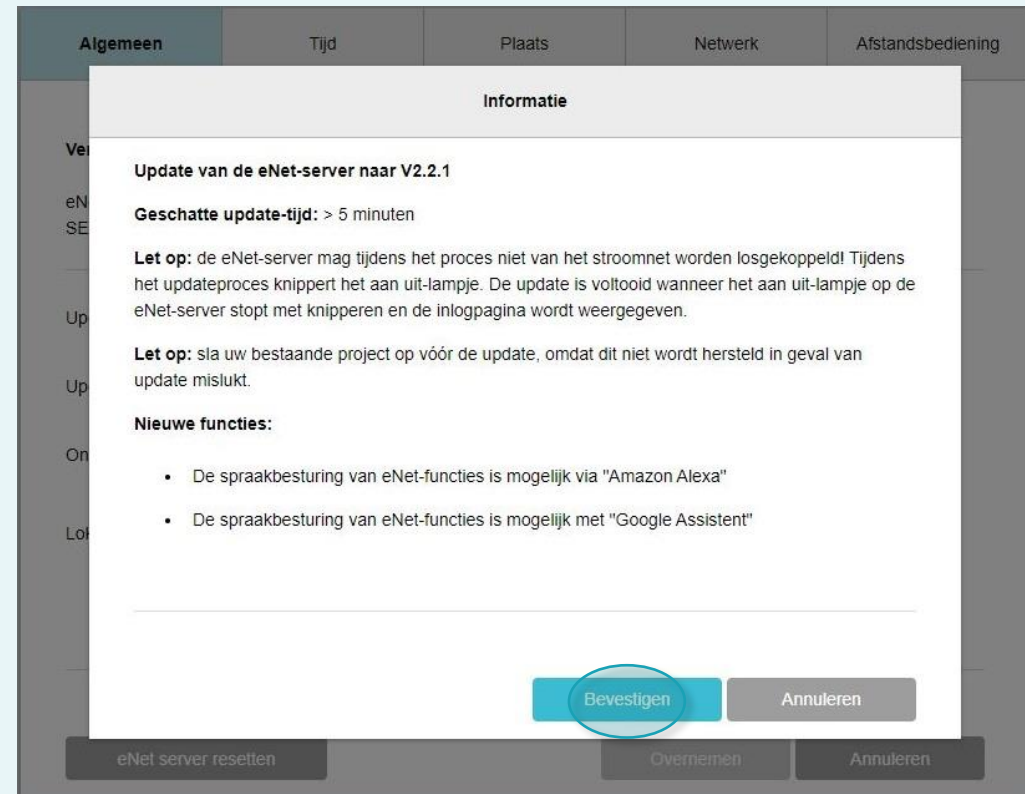 Algemeen Tijd Plaats Netwerk Afstandsbediening
Informatie
Update van de eNet-server naar V2.2.1
Geschatte update-tijd: > 5 minuten
Let op: de eNet-server mag tijdens het proces niet van het stroomnet worden losgekoppeld! Tijdens
het updateproces knippert het aan uit-lampje. De update is voltooid wanneer het aan uit-lampje op de
eNet-server stopt met knipperen en de inlogpagina wordt weergegeven.
Let op: sla uw bestaande project op vóór de update, omdat dit niet wordt hersteld in geval van
update mislukt.
Nieuwe functies:
• De spraakbesturing van eNet-functies is mogelijk via "Amazon Alexa"
• De spraakbesturing van eNet-functies is mogelijk met "Google Assistent"
Bevestigen Annuleren
eNet server resetten Overnemen Annuleren